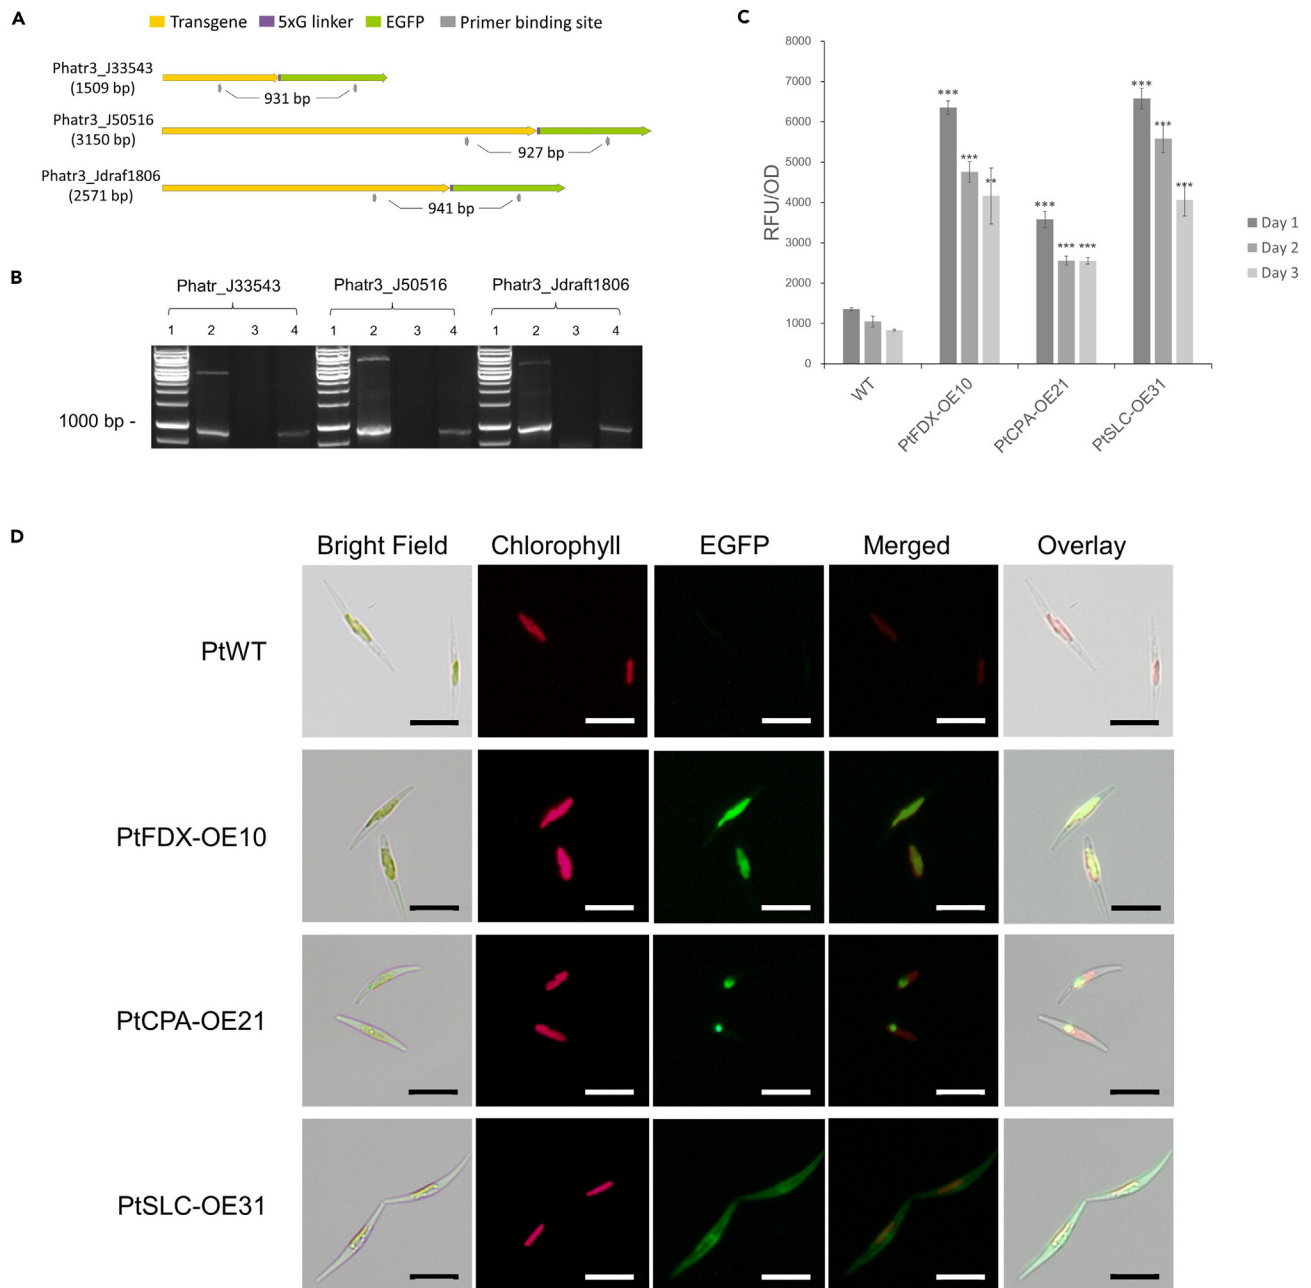 A
Transgene 5xG linker EGFP Primer binding site
Phatr3_J33543
(1509 bp)
931 bp
Phatr3_J50516
(3150 bp)
927 bp
Phatr3_Jdraf1806
(2571 bp)
941 bp
B
Phatr_J33543 Phatr3_J50516 Phatr3_Jdraft1806
1 2 3 4 1 2 3 4 1 2 3 4
1000 bp -
C
8000
7000
6000
5000
4000
3000
2000
1000
0
RFU/OD
*** *** ** *** *** *** *** *** ***
WT PtFDX-OE10 PtCPA-OE21 PtSLC-OE31
Day 1
Day 2
Day 3
D
Bright Field Chlorophyll EGFP Merged Overlay
PtWT
PtFDX-OE10
PtCPA-OE21
PtSLC-OE31